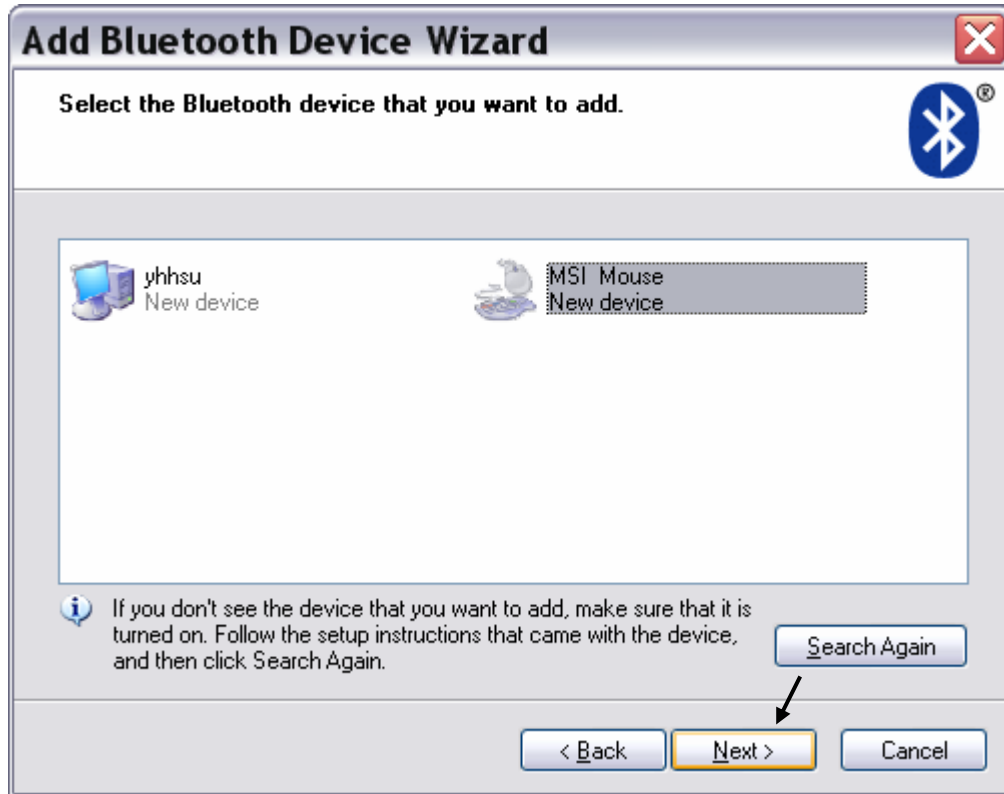 Add Bluetooth Device Wizard
Select the Bluetooth device that you want to add.
®
yhhsu
New device
MSI Mouse
New device
If you don't see the device that you want to add, make sure that it is
turned on. Follow the setup instructions that came with the device,
and then click Search Again.
Search Again
< Back
Next >
Cancel